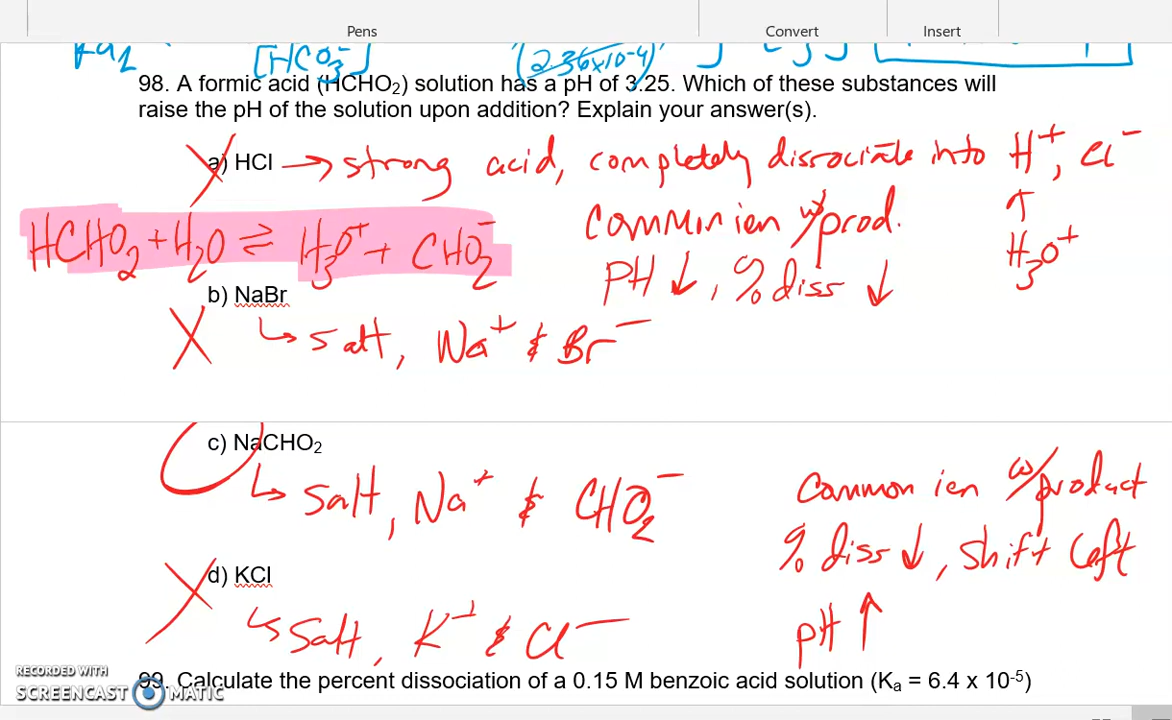 Pens Convert Insert
[HCO3-] (2.36x10-4)
98. A formic acid (HCHO2) solution has a pH of 3.25. Which of these substances will
raise the pH of the solution upon addition? Explain your answer(s).
a) HCl → strong acid, completely dissociate into H+, Cl-
common ion w/prod. ↑
HCHO2 + H2O ⇌ H3O+ + CHO2- H3O+
pH ↓, % diss ↓
b) NaBr
↳ salt, Na+ & Br-
c) NaCHO2
↳ salt, Na+ & CHO2- common ion w/product
% diss ↓, shift left
d) KCl
↳ salt, K+ & Cl- pH ↑
RECORDED WITH
SCREENCAST MATIC
99. Calculate the percent dissociation of a 0.15 M benzoic acid solution (Ka = 6.4 x 10-5)